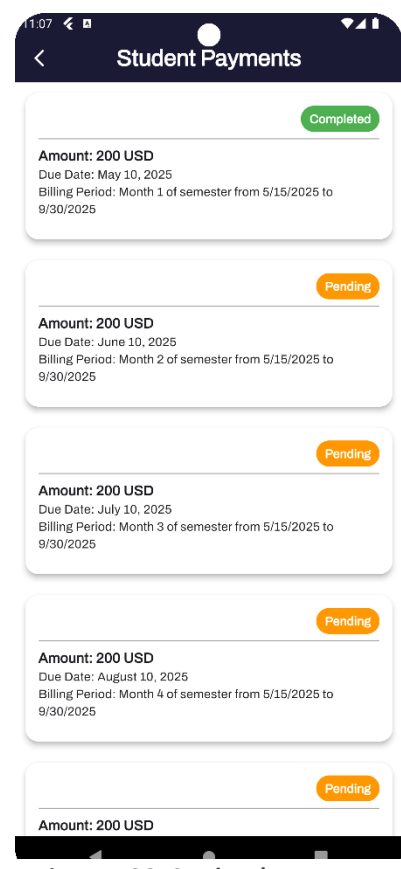 11:07
Student Payments
Completed
Amount: 200 USD
Due Date: May 10, 2025
Billing Period: Month 1 of semester from 5/15/2025 to
9/30/2025
Pending
Amount: 200 USD
Due Date: June 10, 2025
Billing Period: Month 2 of semester from 5/15/2025 to
9/30/2025
Pending
Amount: 200 USD
Due Date: July 10, 2025
Billing Period: Month 3 of semester from 5/15/2025 to
9/30/2025
Pending
Amount: 200 USD
Due Date: August 10, 2025
Billing Period: Month 4 of semester from 5/15/2025 to
9/30/2025
Pending
Amount: 200 USD